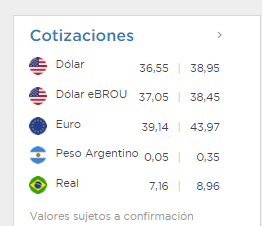 Cotizaciones >
Dólar 36,55 | 38,95
Dólar eBROU 37,05 | 38,45
Euro 39,14 | 43,97
Peso Argentino 0,05 | 0,35
Real 7,16 | 8,96
Valores sujetos a confirmación